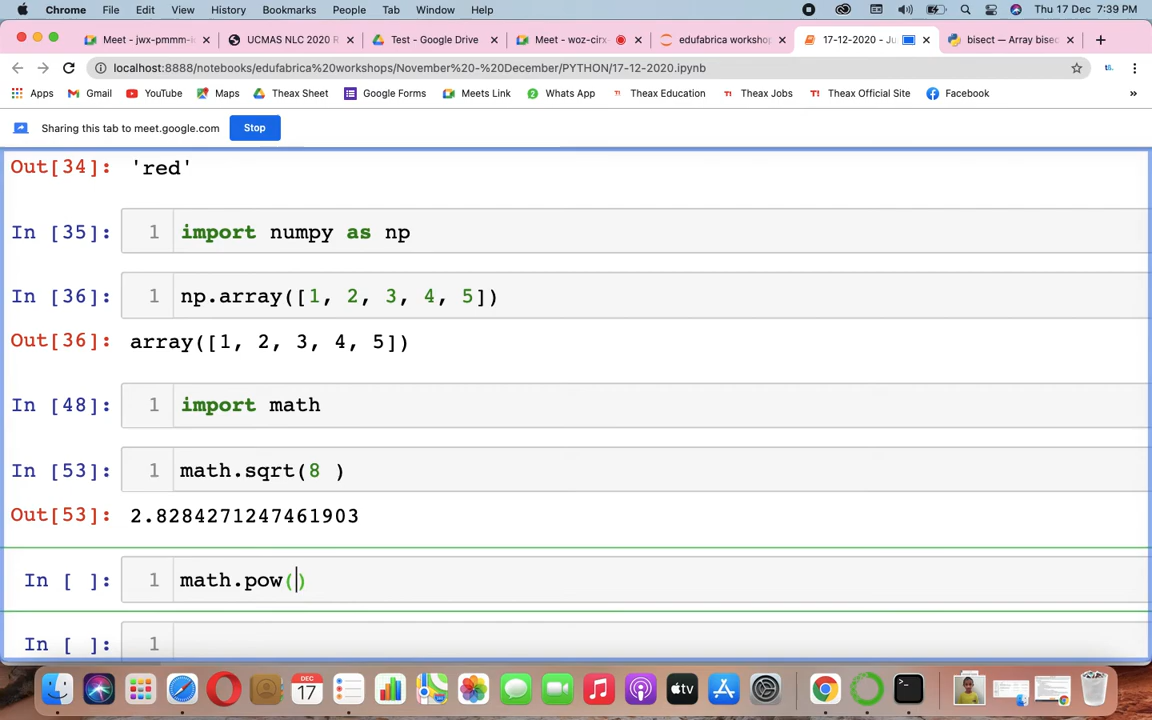 Chrome File Edit View History Bookmarks People Tab Window Help Thu 17 Dec 7:39 PM
Meet - jwx-pmmm- UCMAS NLC 2020 R Test - Google Drive Meet - woz-cirx- edufabrica workshop 17-12-2020 - Ju bisect — Array bisec
localhost:8888/notebooks/edufabrica%20workshops/November%20-%20December/PYTHON/17-12-2020.ipynb
Apps Gmail YouTube Maps Theax Sheet Google Forms Meets Link Whats App Theax Education Theax Jobs Theax Official Site Facebook »
Sharing this tab to meet.google.com Stop
Out[34]: 'red'
In [35]: 1 import numpy as np
In [36]: 1 np.array([1, 2, 3, 4, 5])
Out[36]: array([1, 2, 3, 4, 5])
In [48]: 1 import math
In [53]: 1 math.sqrt(8 )
Out[53]: 2.8284271247461903
In [ ]: 1 math.pow()
In [ ]: 1
DEC
17